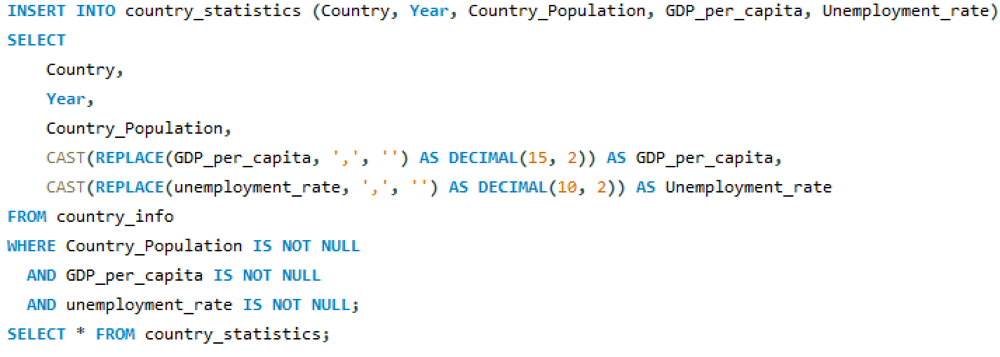 INSERT INTO country_statistics (Country, Year, Country_Population, GDP_per_capita, Unemployment_rate)
SELECT
    Country,
    Year,
    Country_Population,
    CAST(REPLACE(GDP_per_capita, ',', '') AS DECIMAL(15, 2)) AS GDP_per_capita,
    CAST(REPLACE(unemployment_rate, ',', '') AS DECIMAL(10, 2)) AS Unemployment_rate
FROM country_info
WHERE Country_Population IS NOT NULL
  AND GDP_per_capita IS NOT NULL
  AND unemployment_rate IS NOT NULL;
SELECT * FROM country_statistics;